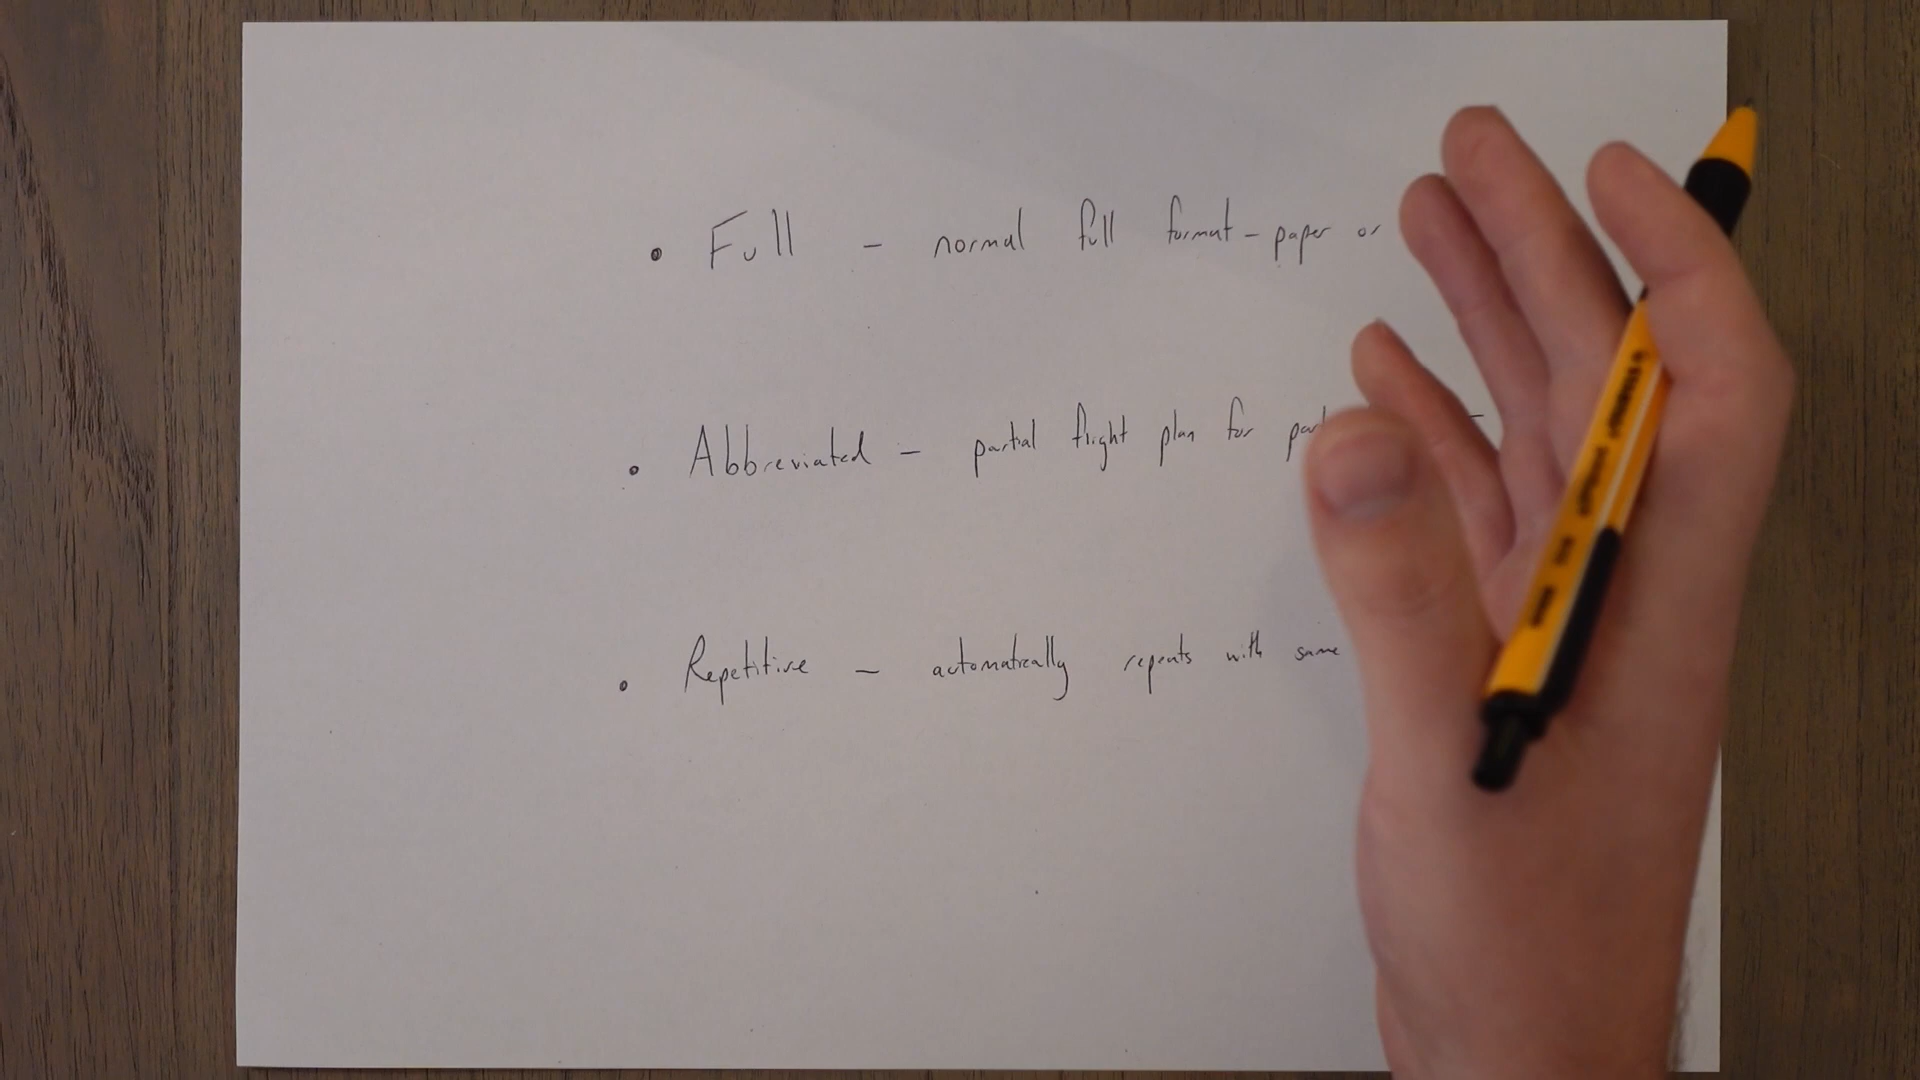 • Full - normal full format - paper or
• Abbreviated - partial flight plan for
• Repetitive - automatically repeats with same